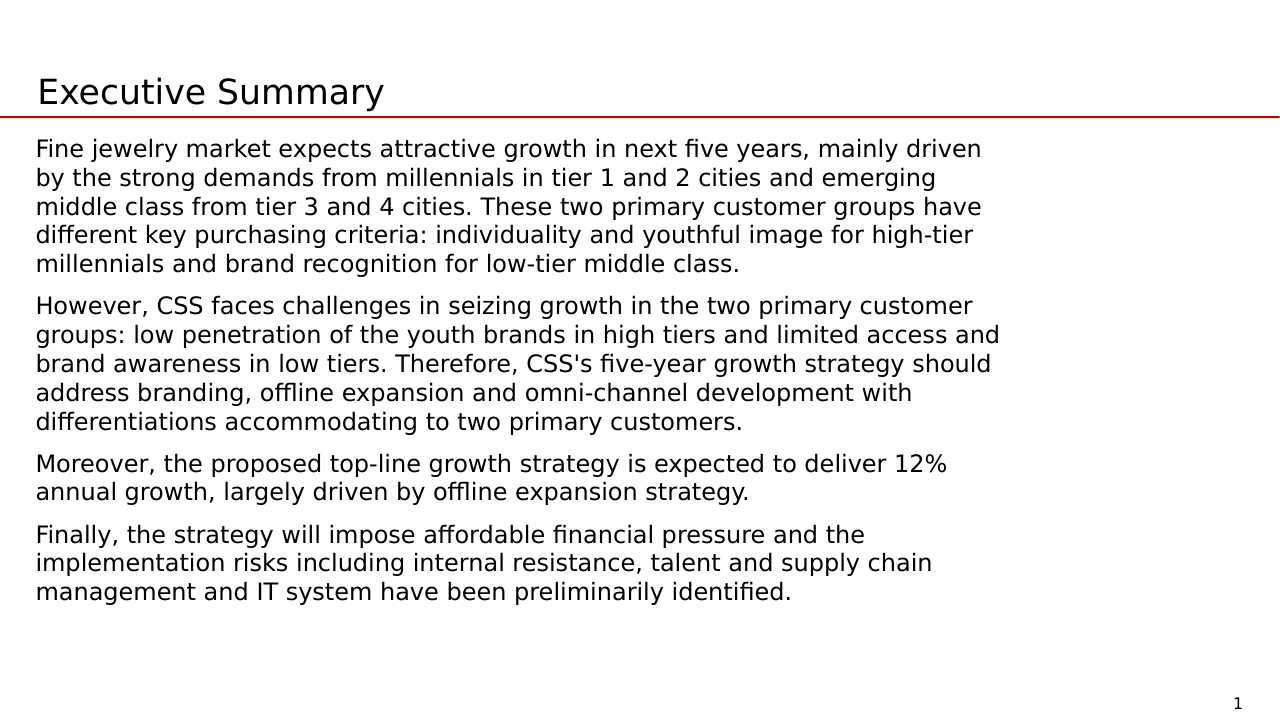 Executive Summary
Fine jewelry market expects attractive growth in next five years, mainly driven
by the strong demands from millennials in tier 1 and 2 cities and emerging
middle class from tier 3 and 4 cities. These two primary customer groups have
different key purchasing criteria: individuality and youthful image for high-tier
millennials and brand recognition for low-tier middle class.
However, CSS faces challenges in seizing growth in the two primary customer
groups: low penetration of the youth brands in high tiers and limited access and
brand awareness in low tiers. Therefore, CSS's five-year growth strategy should
address branding, offline expansion and omni-channel development with
differentiations accommodating to two primary customers.
Moreover, the proposed top-line growth strategy is expected to deliver 12%
annual growth, largely driven by offline expansion strategy.
Finally, the strategy will impose affordable financial pressure and the
implementation risks including internal resistance, talent and supply chain
management and IT system have been preliminarily identified.
1